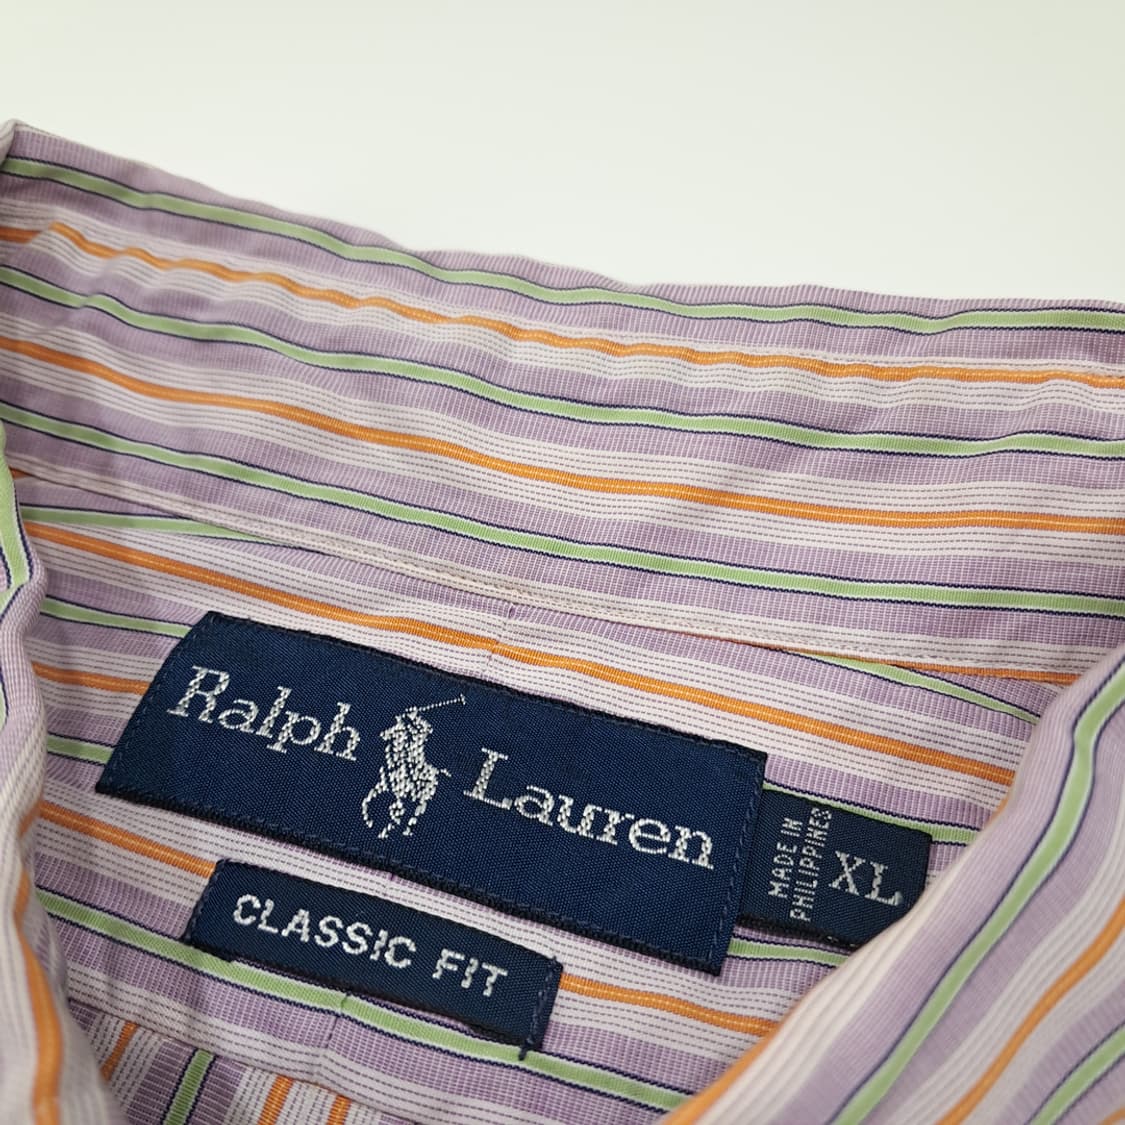 Ralph Lauren
MADE IN
PHILIPPINES
XL
CLASSIC FIT